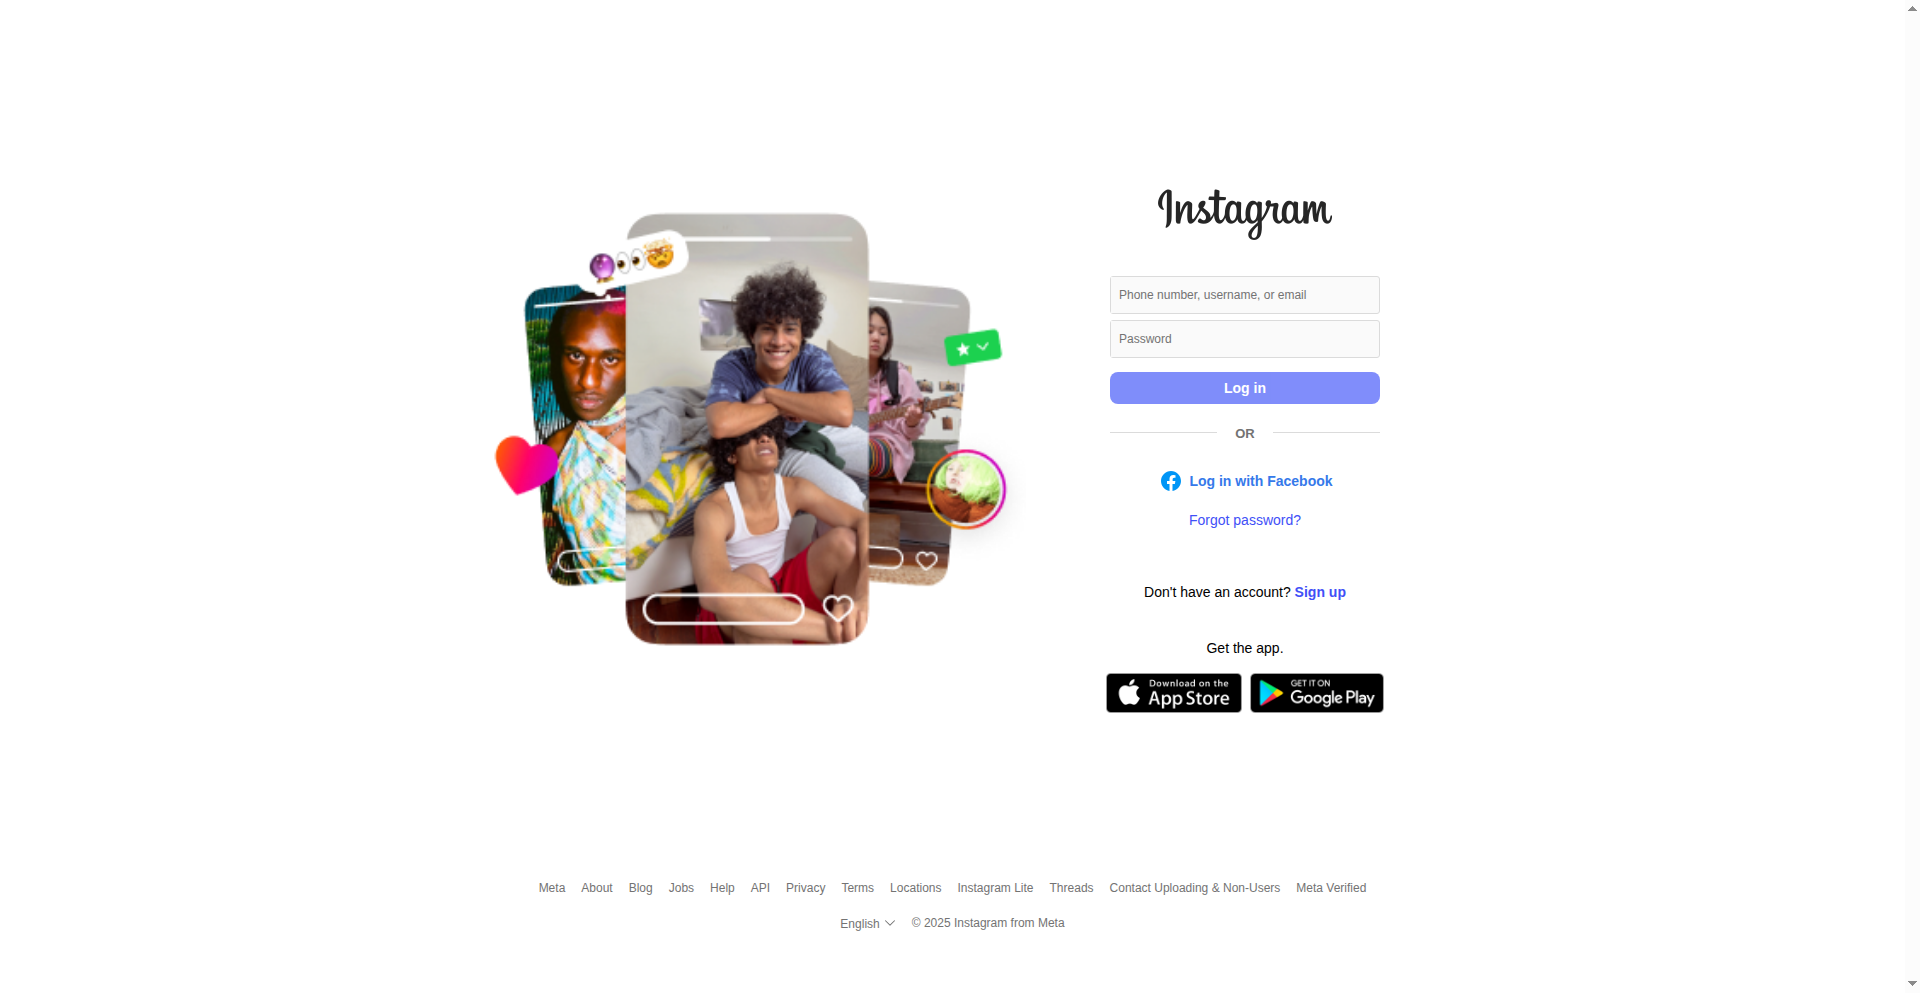 Instagram
Phone number, username, or email
Password
Log in
OR
Log in with Facebook
Forgot password?
Don't have an account? Sign up
Get the app.
Download on the
App Store
GET IT ON
Google Play
Meta About Blog Jobs Help API Privacy Terms Locations Instagram Lite Threads Contact Uploading & Non-Users Meta Verified
English © 2025 Instagram from Meta